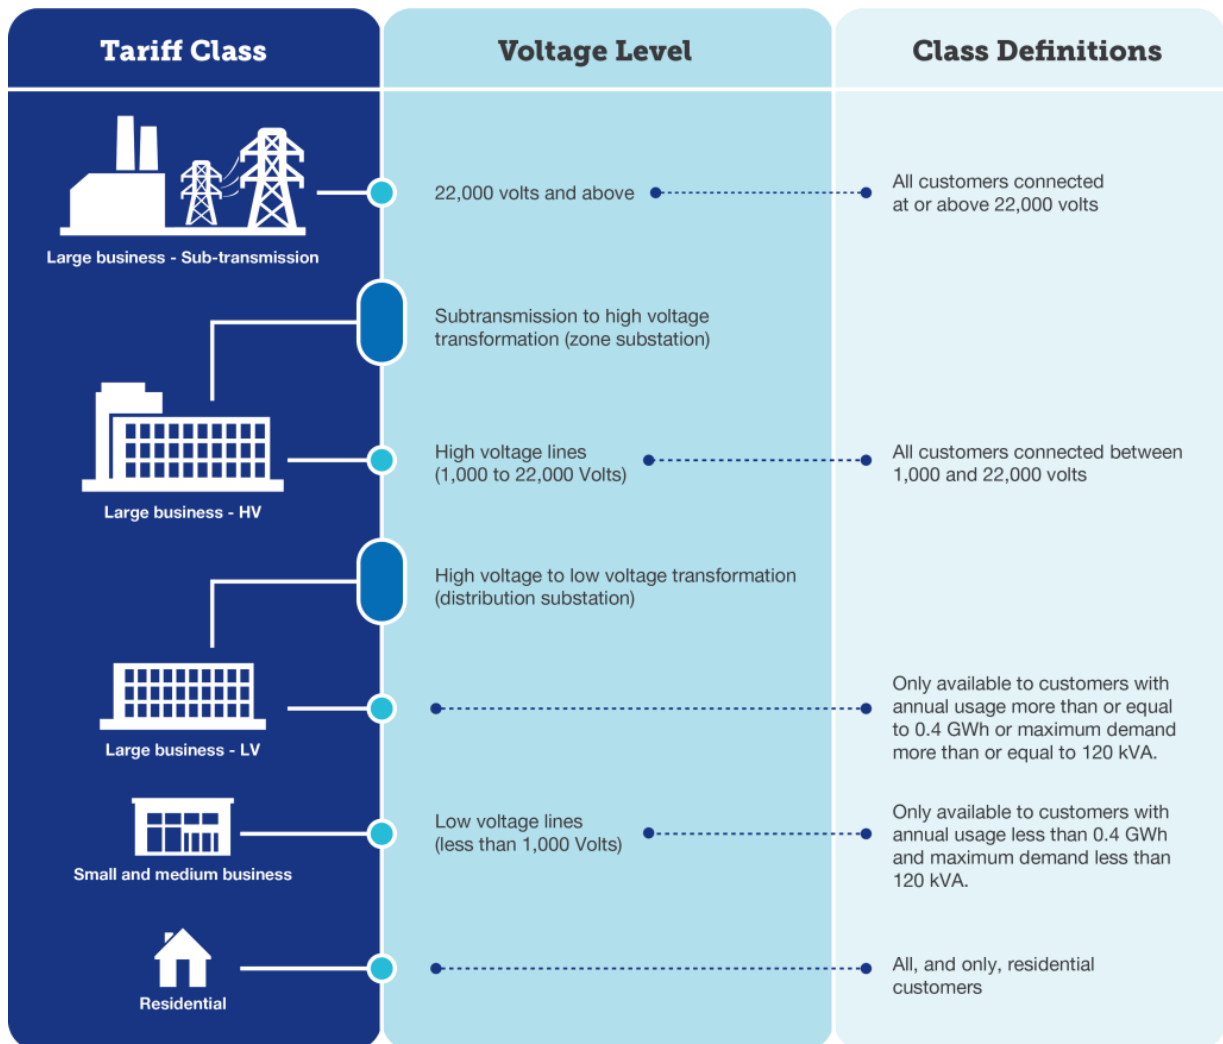 Tariff Class
Voltage Level
Class Definitions
Large business - Sub-transmission
22,000 volts and above
All customers connected
at or above 22,000 volts
Subtransmission to high voltage
transformation (zone substation)
Large business - HV
High voltage lines
(1,000 to 22,000 Volts)
All customers connected between
1,000 and 22,000 volts
High voltage to low voltage transformation
(distribution substation)
Large business - LV
Only available to customers with
annual usage more than or equal
to 0.4 GWh or maximum demand
more than or equal to 120 kVA.
Small and medium business
Low voltage lines
(less than 1,000 Volts)
Only available to customers with
annual usage less than 0.4 GWh
and maximum demand less than
120 kVA.
Residential
All, and only, residential
customers